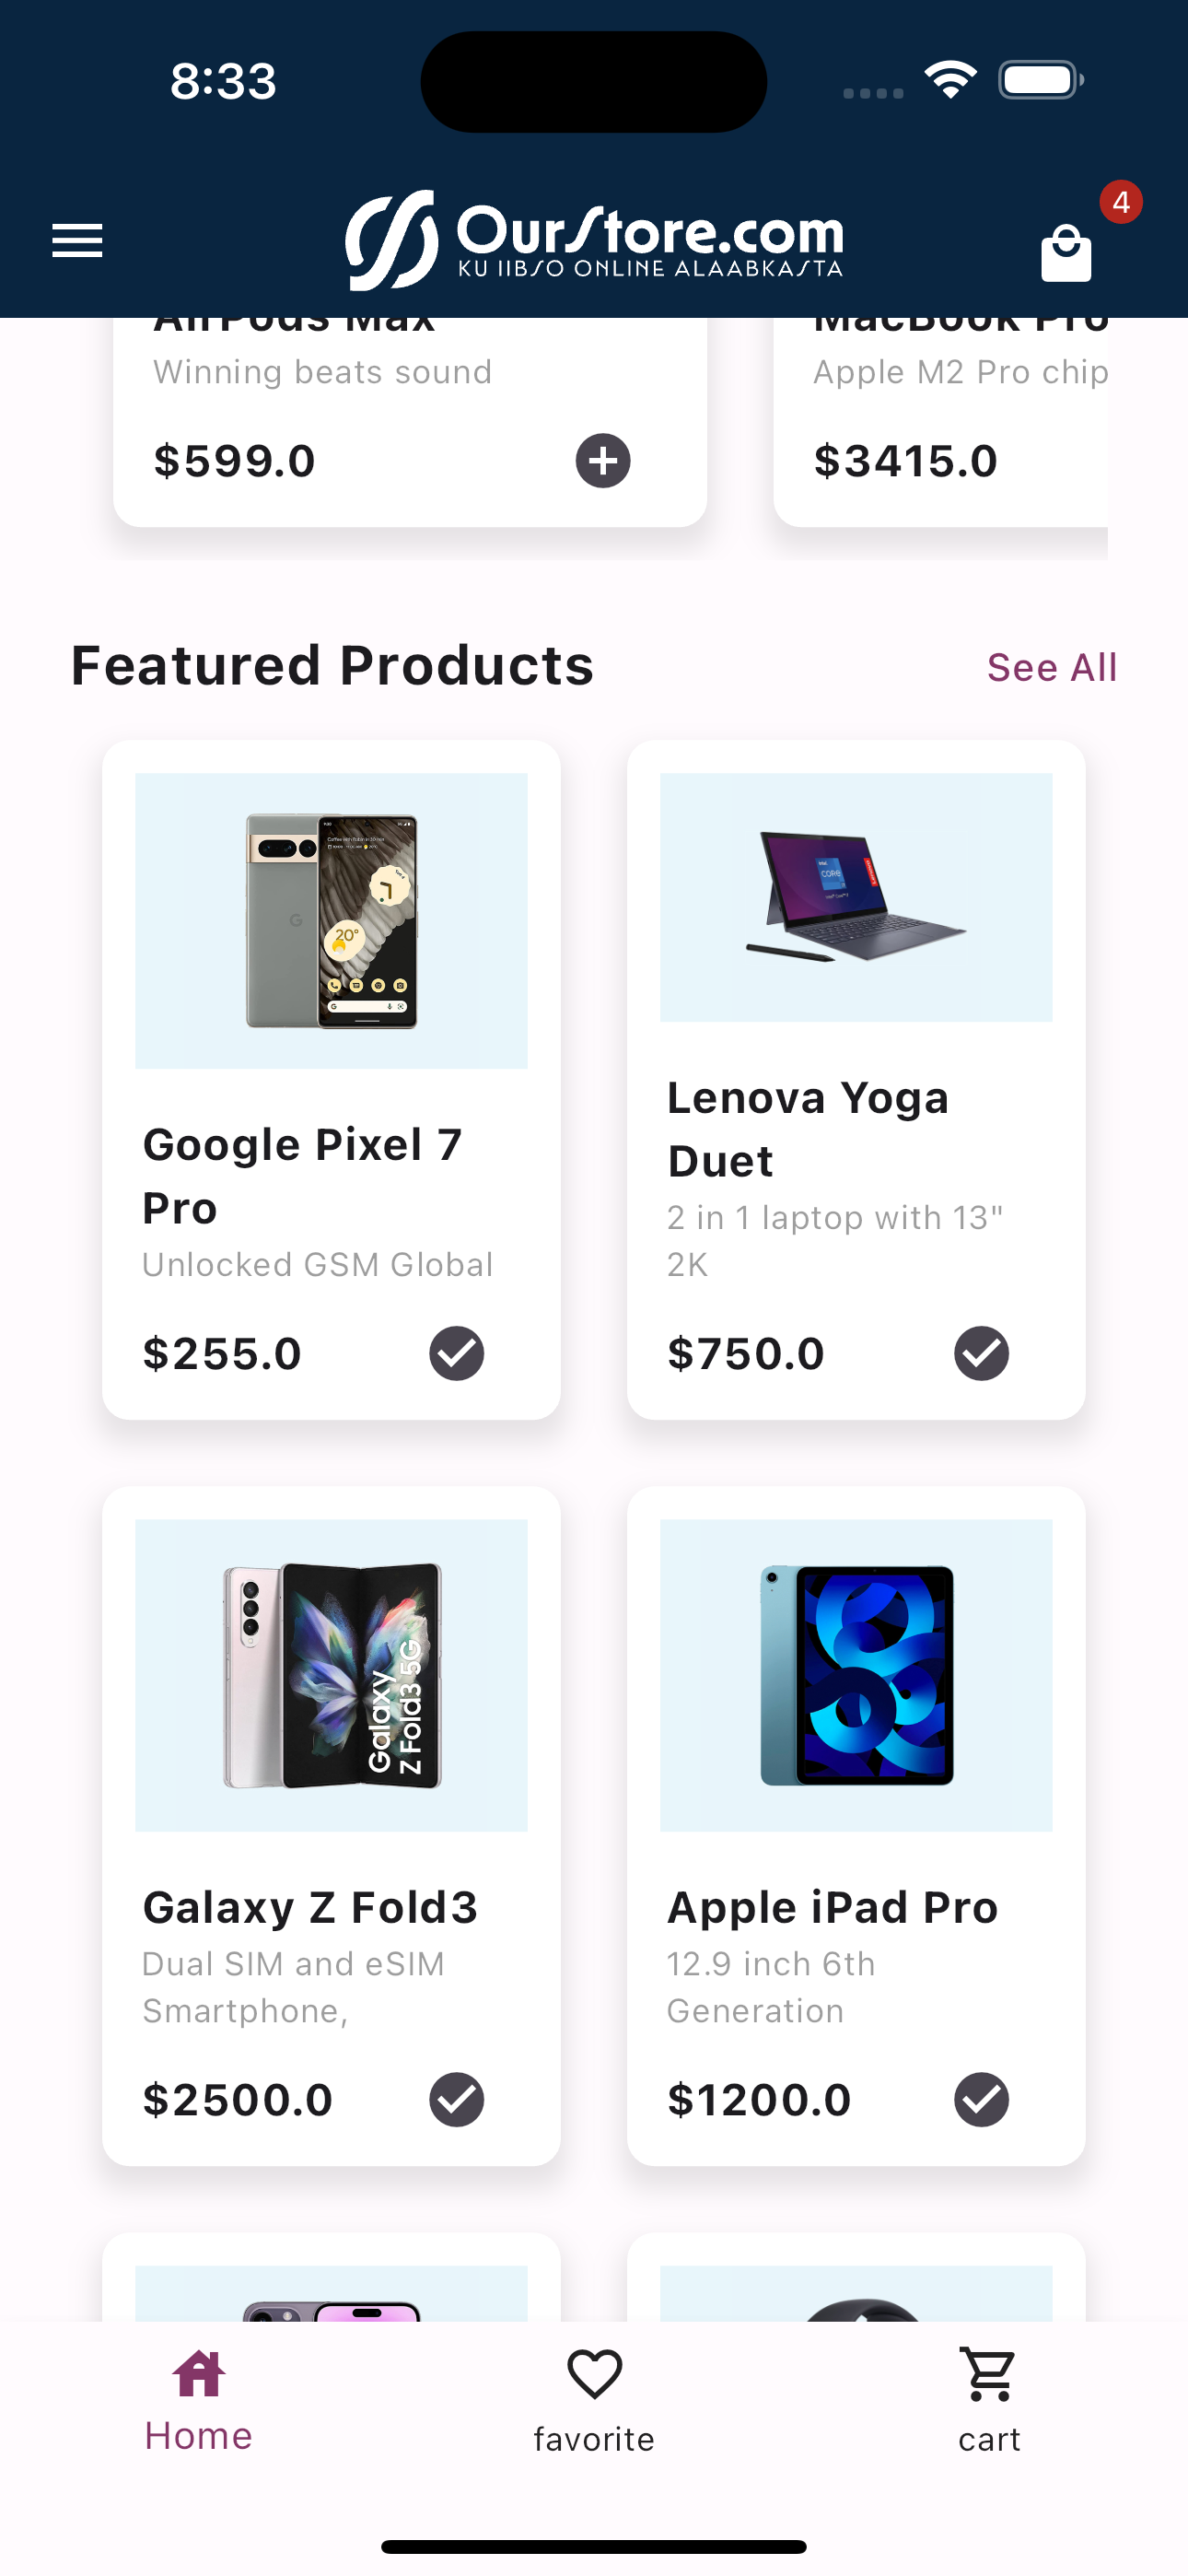 8:33
4
OurStore.com
KU IIBSO ONLINE ALAABKASTA
AirPods Max
MacBook Pro
Winning beats sound
Apple M2 Pro chip
$599.0
$3415.0
Featured Products
See All
20°
Google Pixel 7
Pro
Unlocked GSM Global
$255.0
CORE
Lenova Yoga
Duet
2 in 1 laptop with 13"
2K
$750.0
Galaxy
Z Fold3 5G
Galaxy Z Fold3
Dual SIM and eSIM
Smartphone,
$2500.0
Apple iPad Pro
12.9 inch 6th
Generation
$1200.0
Home
favorite
cart